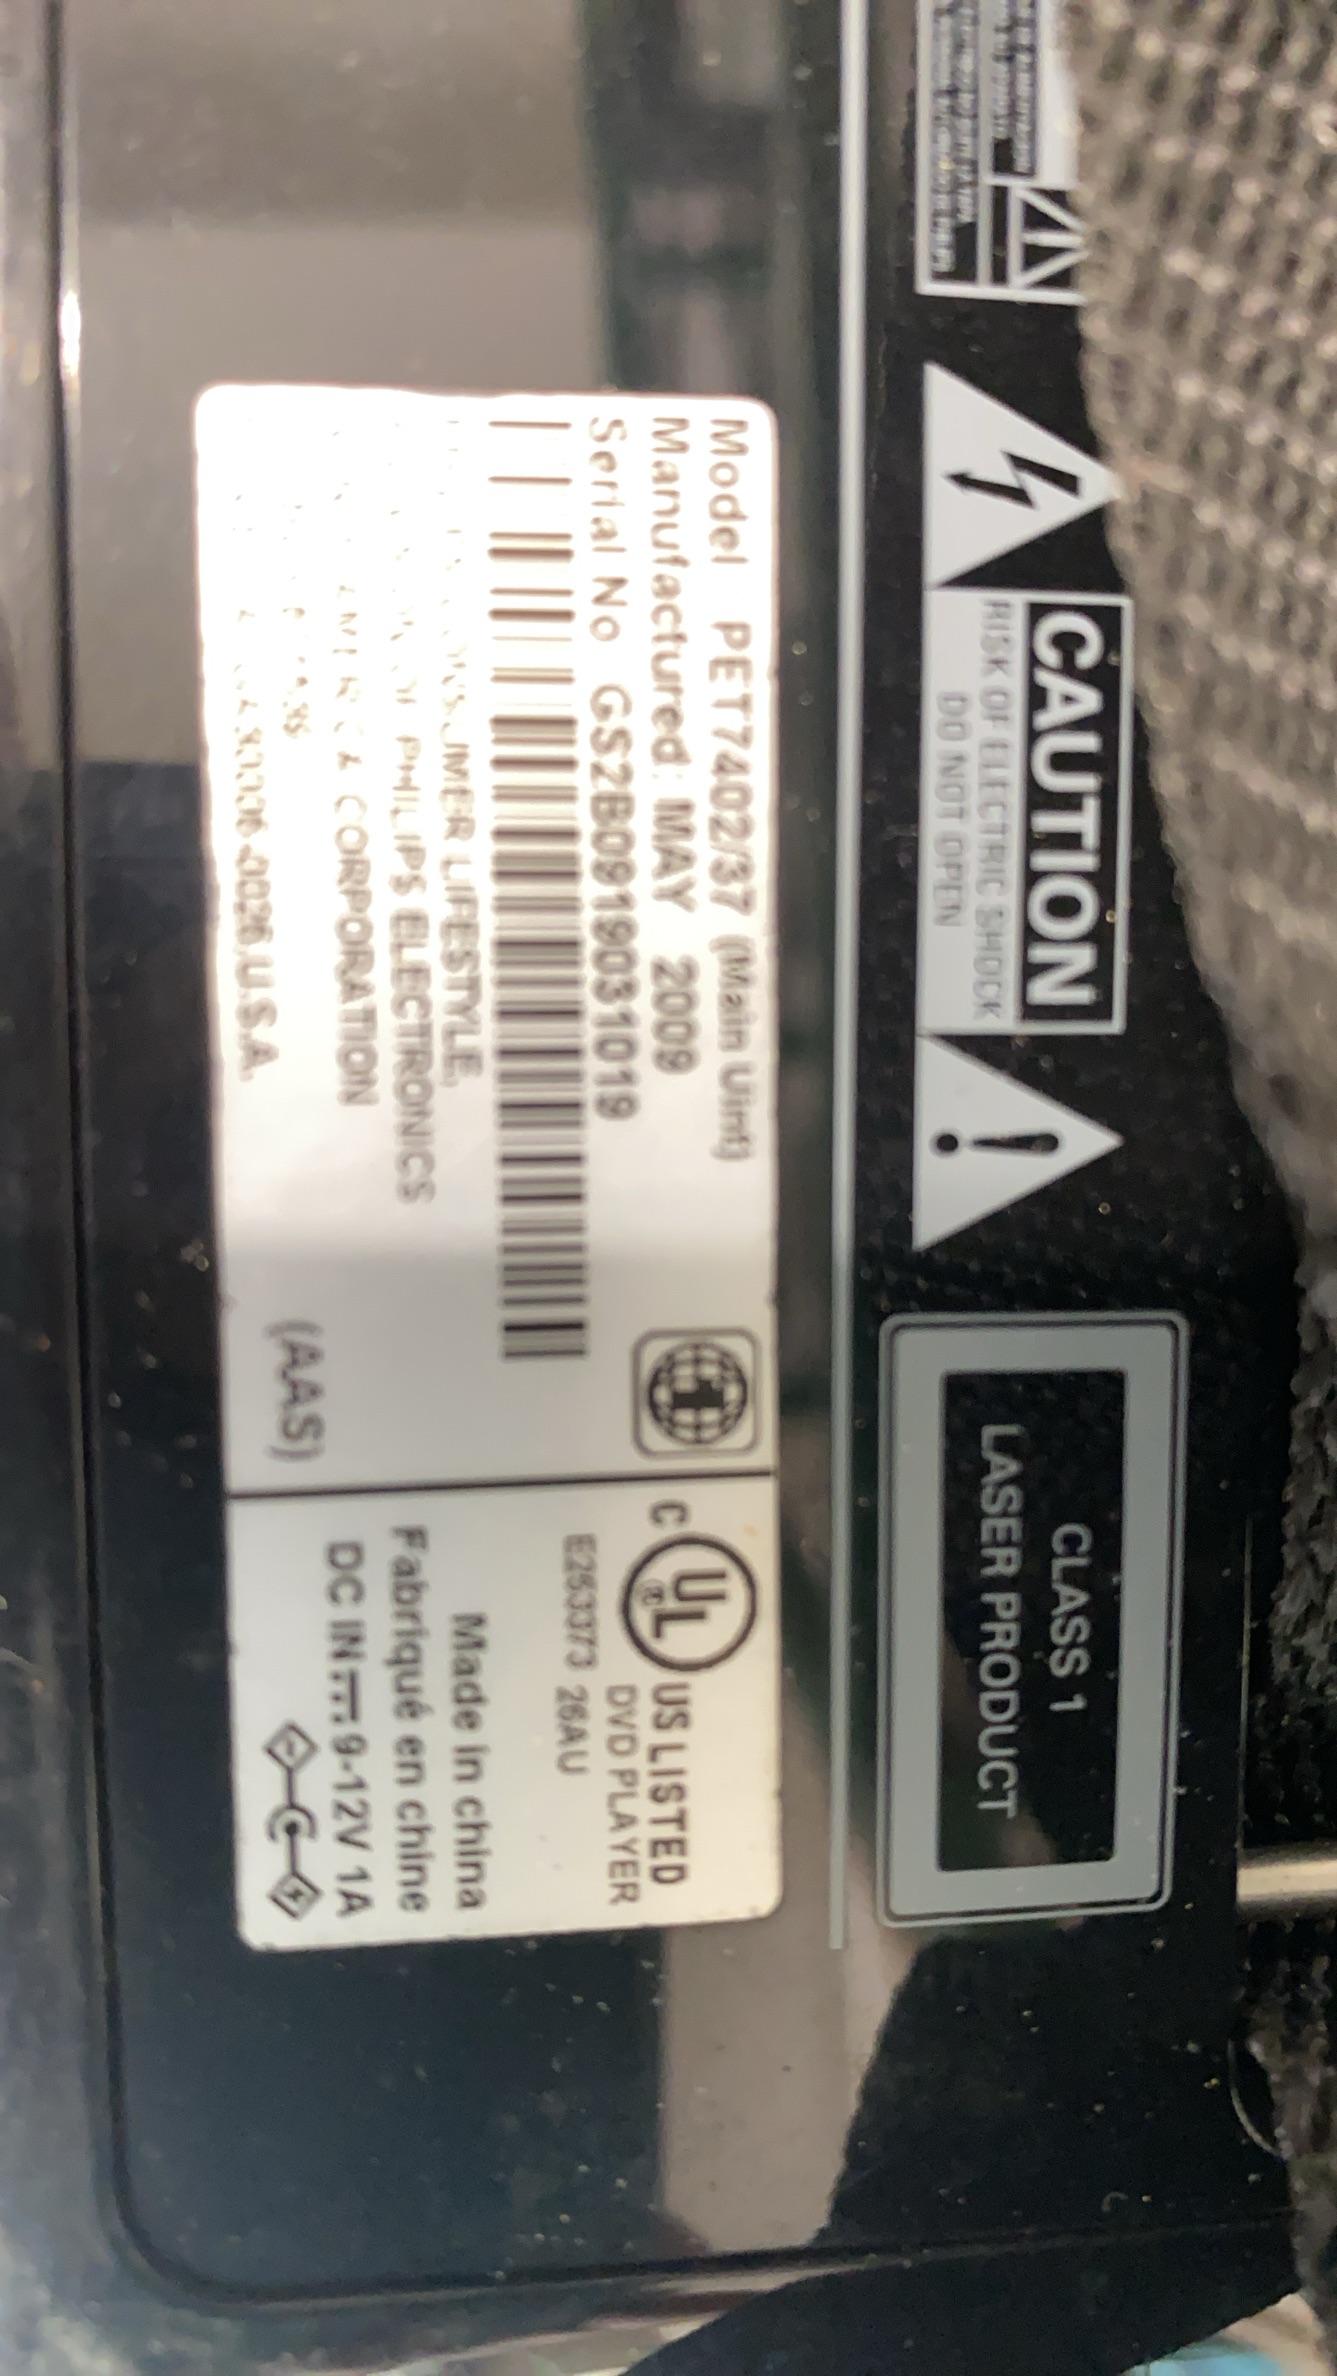 CAUTION
RISK OF ELECTRIC SHOCK
DO NOT OPEN
CLASS 1
LASER PRODUCT
Model PET7402/37 (Main Uint)
Manufactured: MAY 2009
Serial No GS2B0919031019
LIFESTYLE,
PHILIPS ELECTRONICS
CORPORATION
U.S.A.
(AAS)
C UL US LISTED
DVD PLAYER
E253373 26AU
Made in china
Fabriqué en chine
DC IN 9-12V 1A